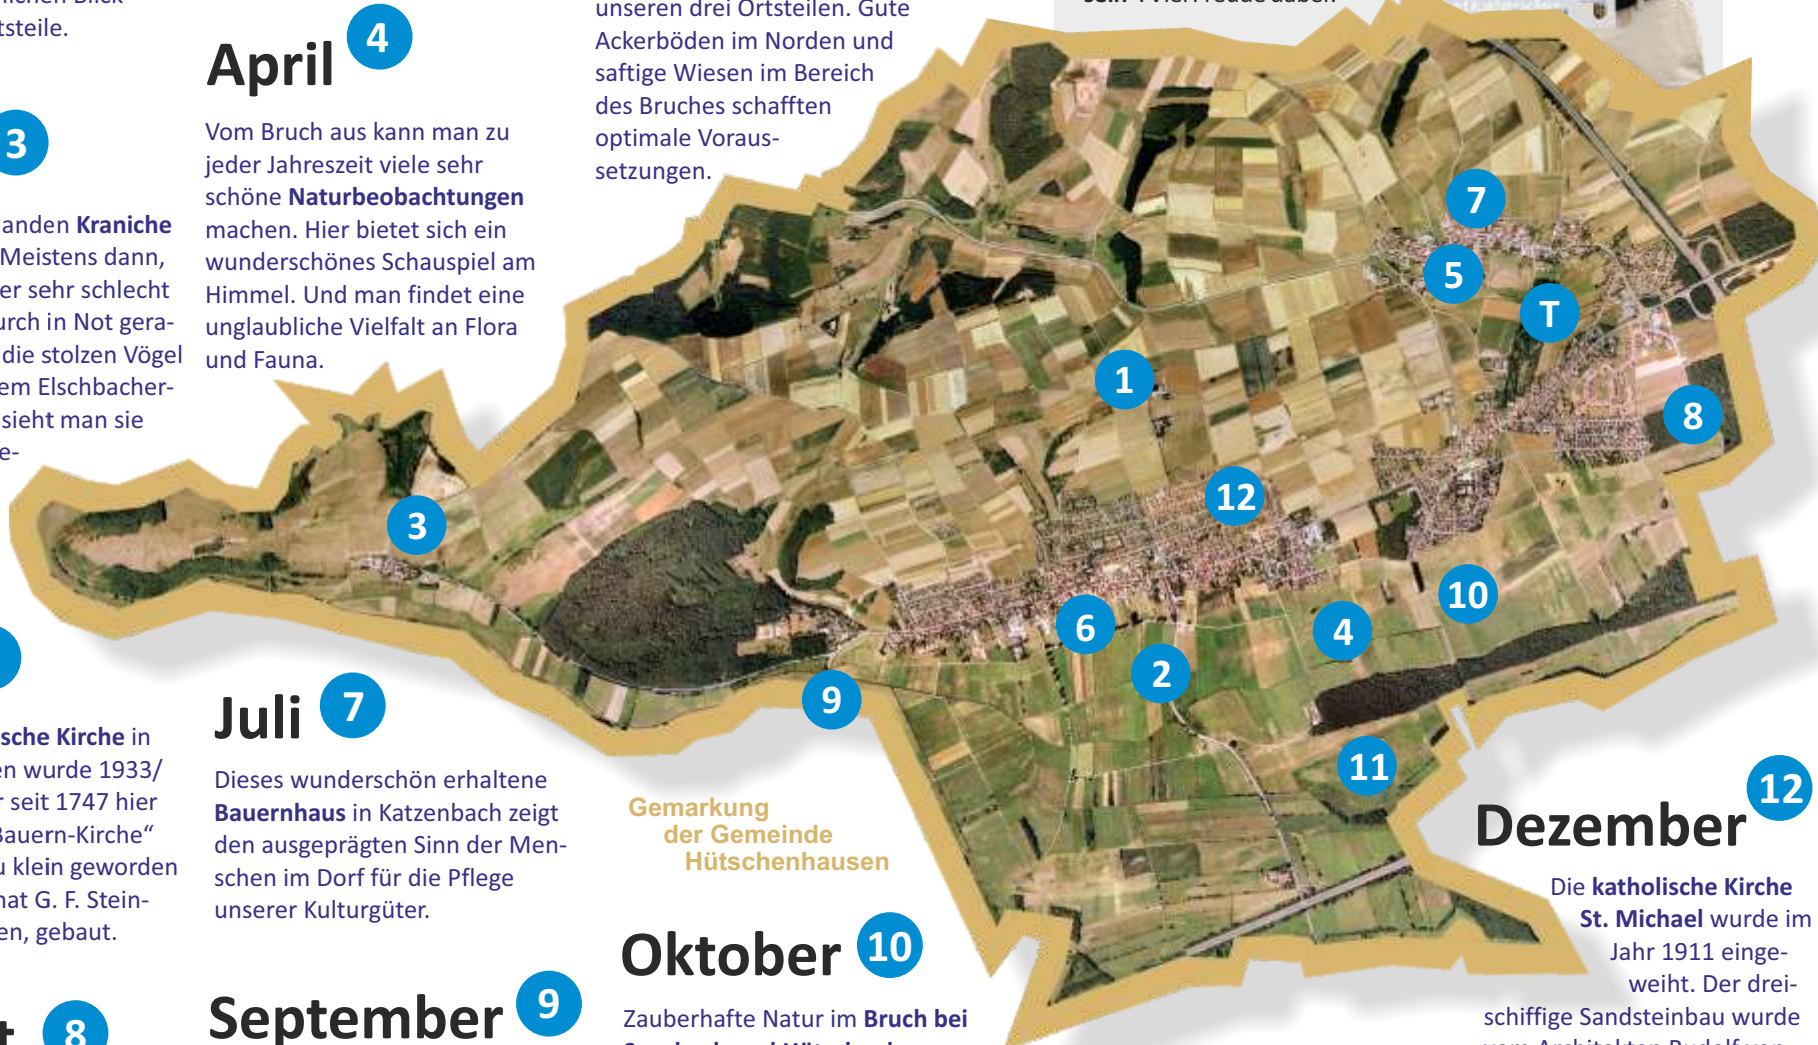 tsteile.
3
anden Kraniche
Meistens dann,
er sehr schlecht
in Not gera-
die stolzen Vögel
em Elschbacher-
sieht man sie
e-
sche Kirche in
en wurde 1933/
seit 1747 hier
Bauern-Kirche“
klein geworden
hat G. F. Stein-
en, gebaut.
8
April 4
Vom Bruch aus kann man zu
jeder Jahreszeit viele sehr
schöne Naturbeobachtungen
machen. Hier bietet sich ein
wunderschönes Schauspiel am
Himmel. Und man findet eine
unglaubliche Vielfalt an Flora
und Fauna.
Juli 7
Dieses wunderschön erhaltene
Bauernhaus in Katzenbach zeigt
den ausgeprägten Sinn der Men-
schen im Dorf für die Pflege
unserer Kulturgüter.
September 9
unseren drei Ortsteilen. Gute
Ackerböden im Norden und
saftige Wiesen im Bereich
des Bruches schafften
optimale Voraus-
setzungen.
7
5
T
1
8
12
3
10
6
4
2
9
11
Gemarkung
der Gemeinde
Hütschenhausen
Oktober 10
Zauberhafte Natur im Bruch bei
Dezember 12
Die katholische Kirche
St. Michael wurde im
Jahr 1911 einge-
weiht. Der drei-
schiffige Sandsteinbau wurde
vom Architekten Rudolf von